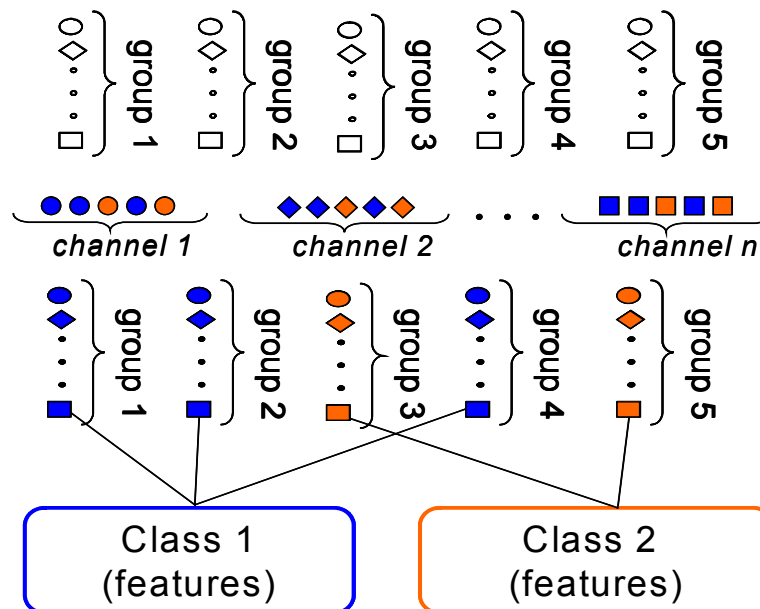 group 1
group 2
group 3
group 4
group 5
channel 1
channel 2
channel n
group 1
group 2
group 3
group 4
group 5
Class 1
(features)
Class 2
(features)